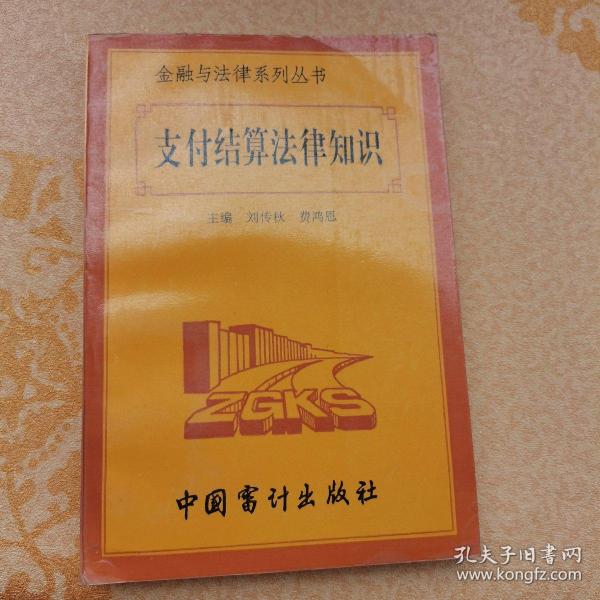 金融与法律系列丛书
支付结算法律知识
主编 刘传秋 费鸿恩
ZGKS
中国审计出版社
孔夫子旧书网
www.kongfz.com